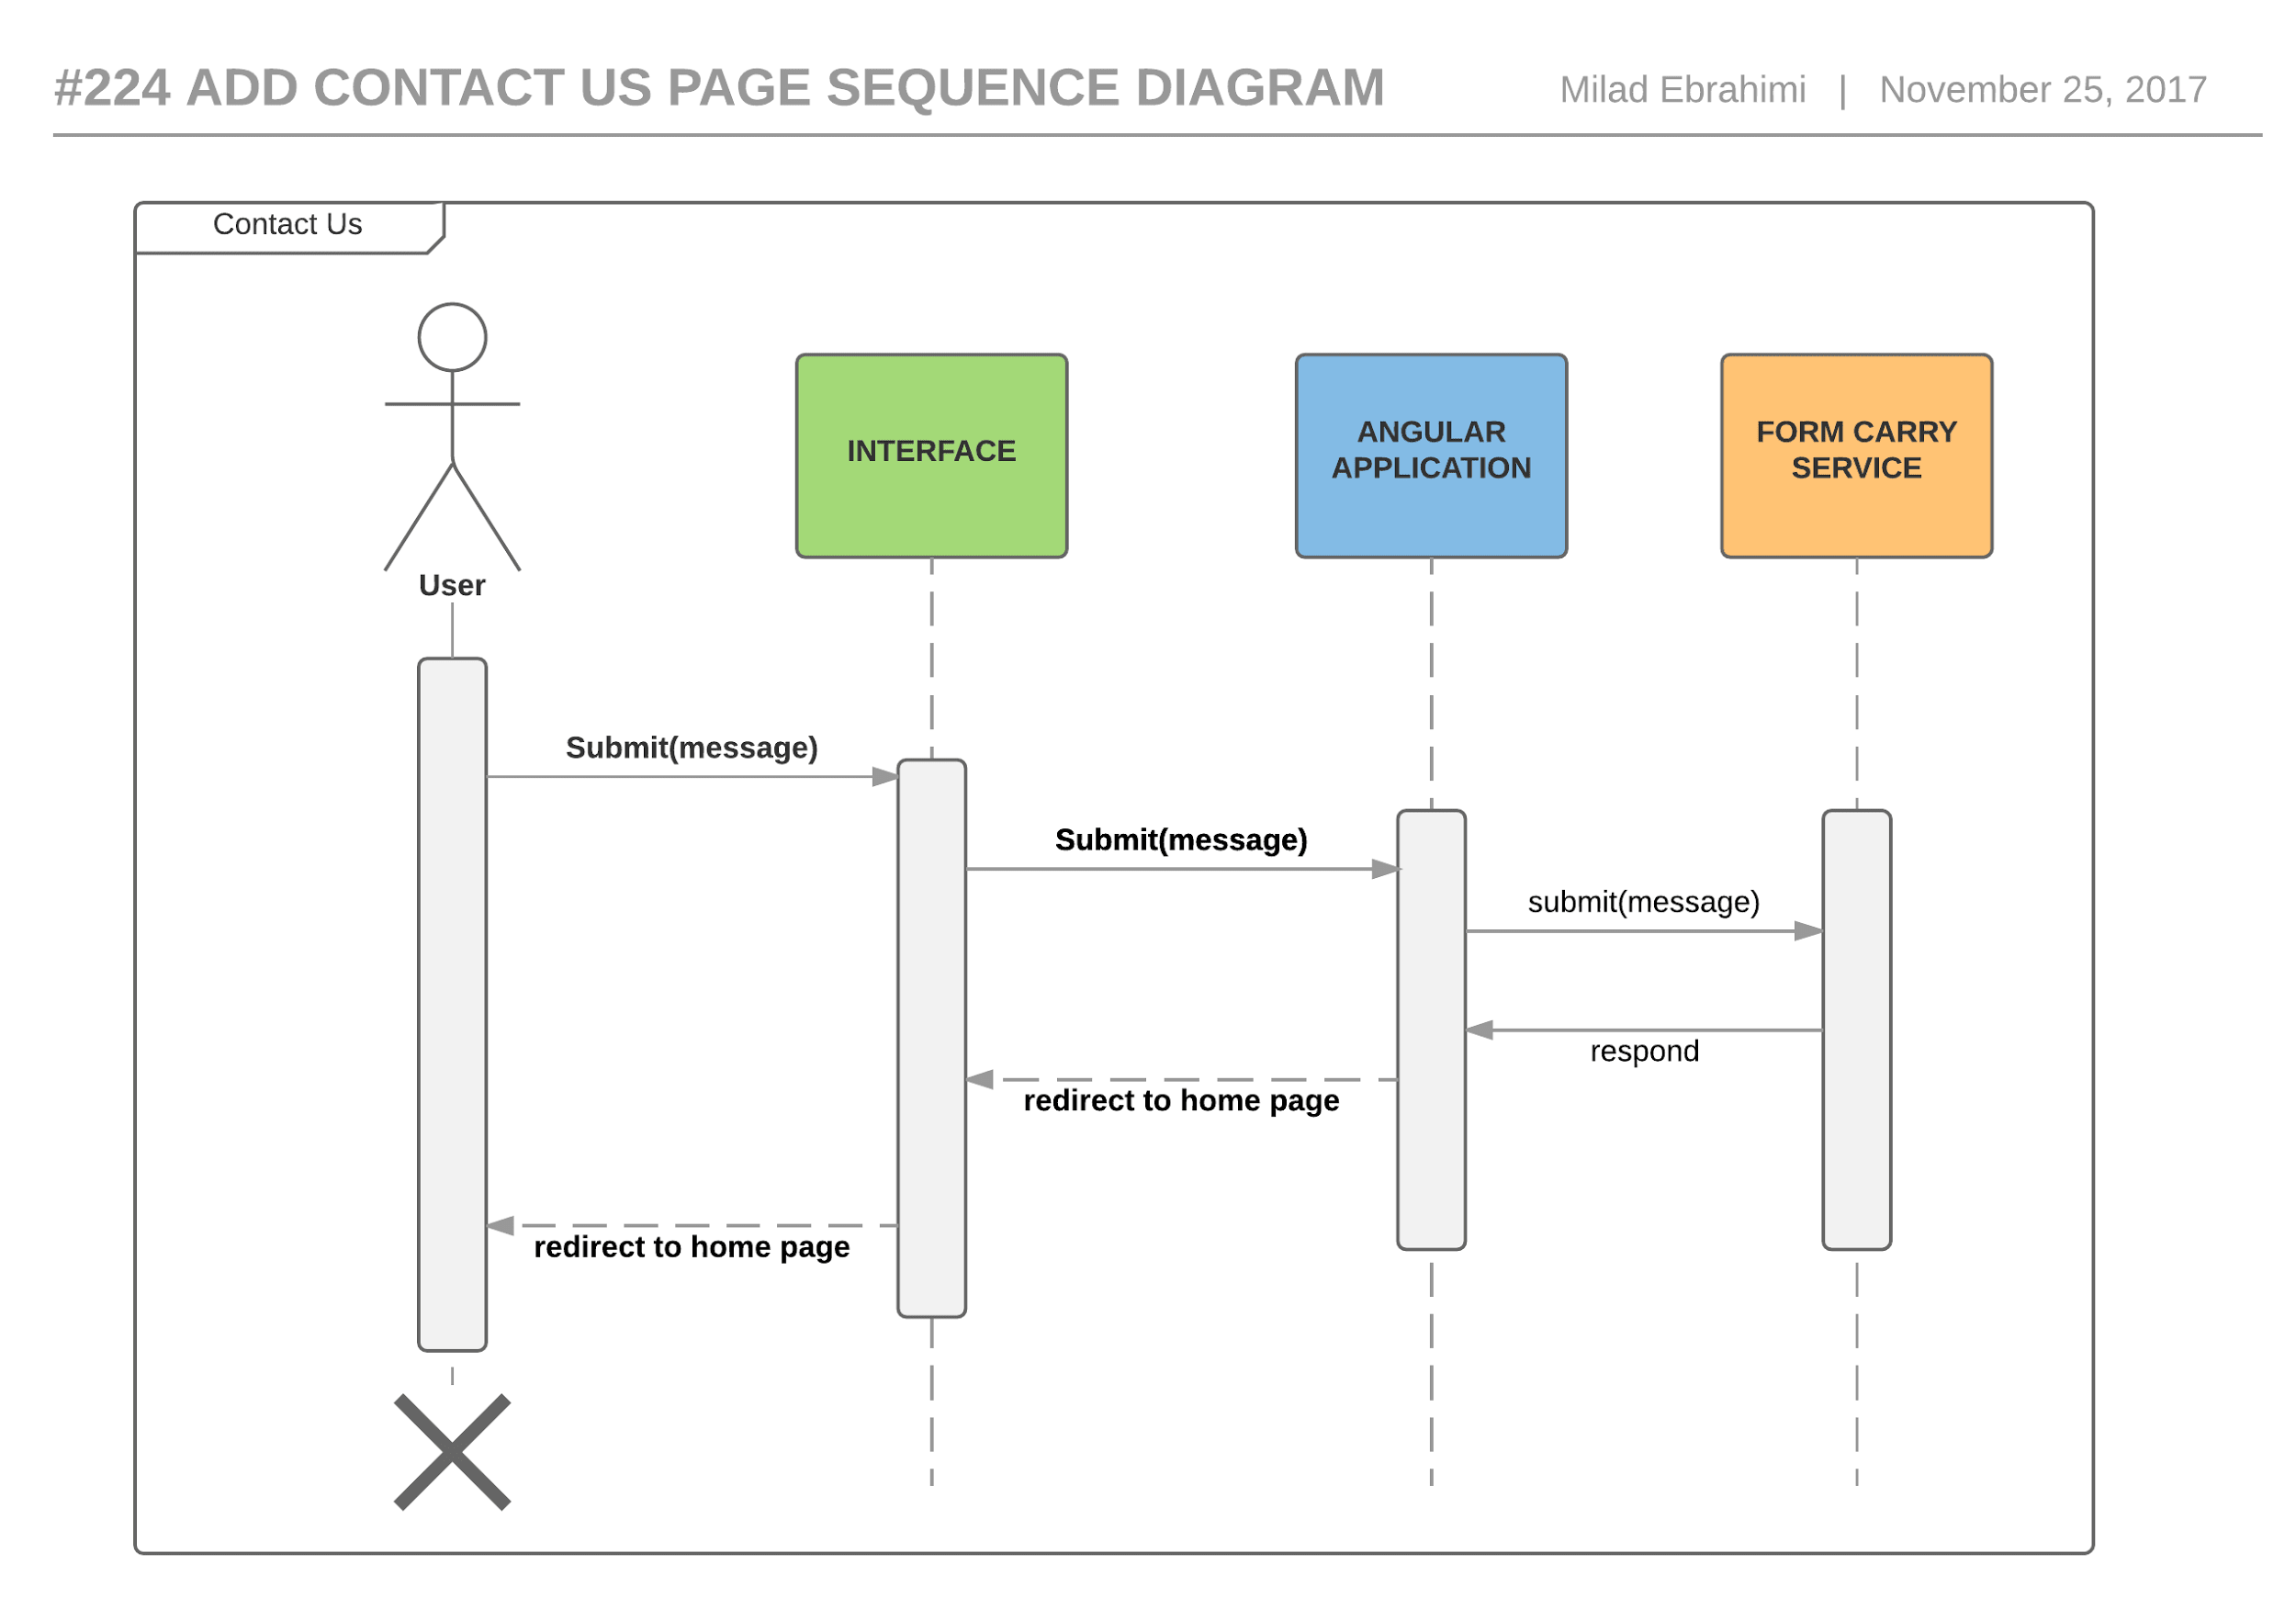 #224 ADD CONTACT US PAGE SEQUENCE DIAGRAM
Milad Ebrahimi | November 25, 2017
Contact Us
User
INTERFACE
ANGULAR
APPLICATION
FORM CARRY
SERVICE
Submit(message)
Submit(message)
submit(message)
respond
redirect to home page
redirect to home page